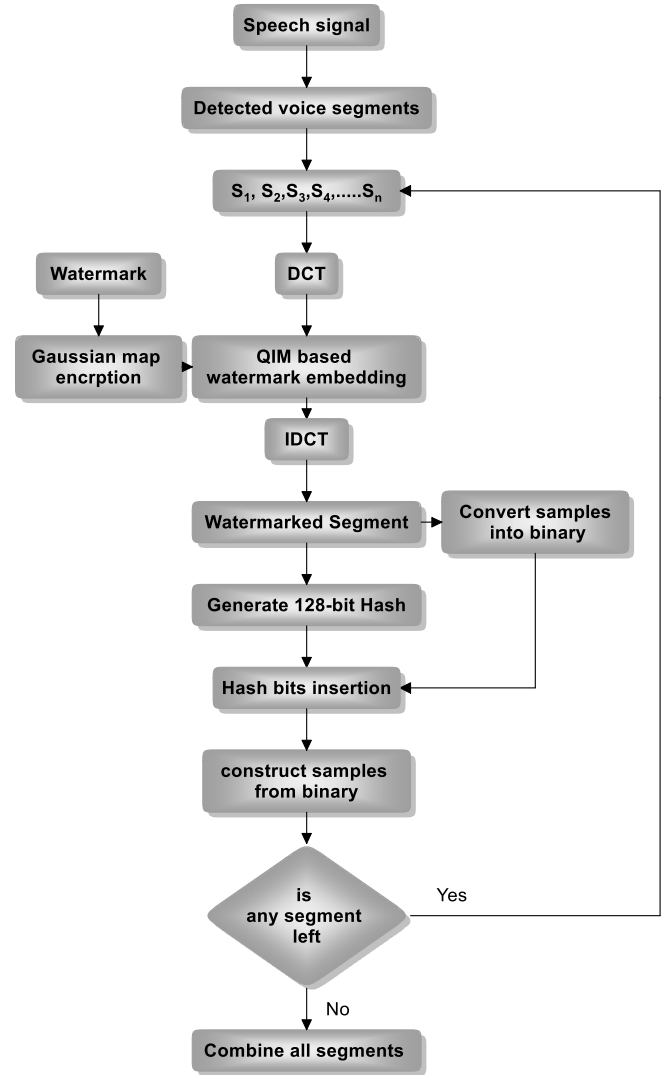 Speech signal
Detected voice segments
S1, S2,S3,S4,.....Sn
Watermark
DCT
Gaussian map
encrption
QIM based
watermark embedding
IDCT
Watermarked Segment
Convert samples
into binary
Generate 128-bit Hash
Hash bits insertion
construct samples
from binary
is
any segment
left
Yes
No
Combine all segments